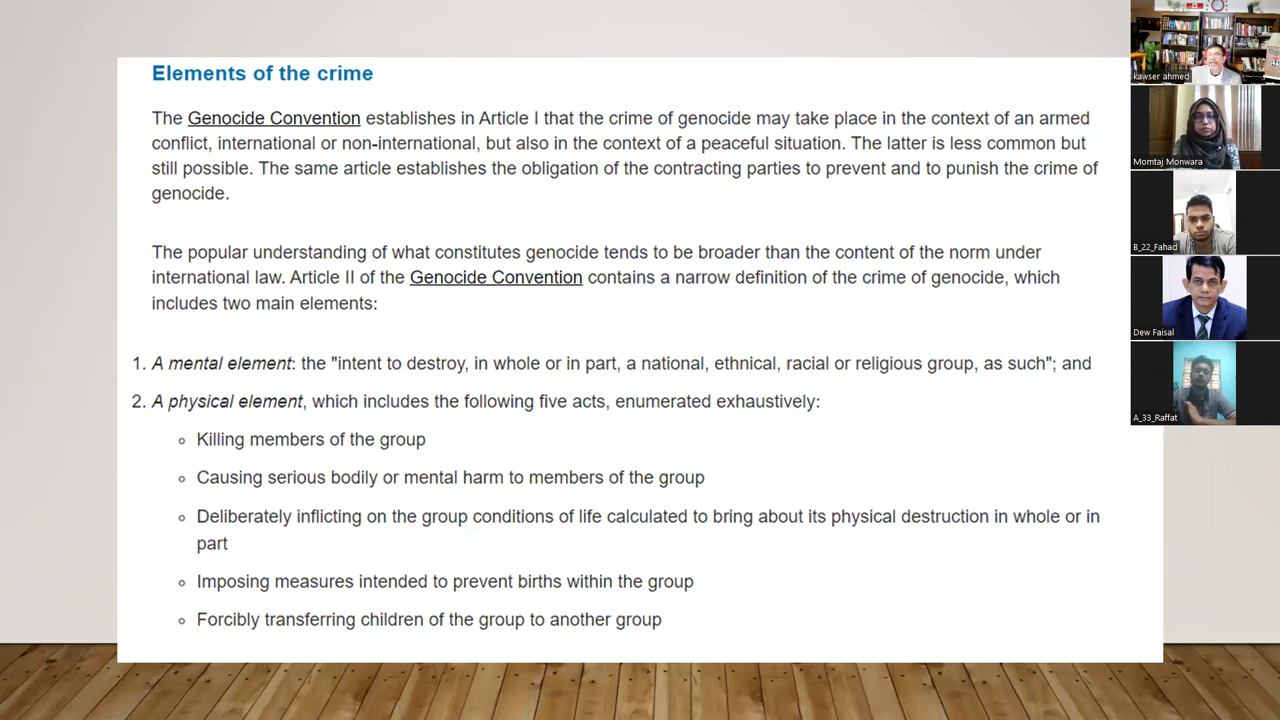 Elements of the crime
The Genocide Convention establishes in Article I that the crime of genocide may take place in the context of an armed
conflict, international or non-international, but also in the context of a peaceful situation. The latter is less common but
still possible. The same article establishes the obligation of the contracting parties to prevent and to punish the crime of
genocide.
The popular understanding of what constitutes genocide tends to be broader than the content of the norm under
international law. Article II of the Genocide Convention contains a narrow definition of the crime of genocide, which
includes two main elements:
1. A mental element: the "intent to destroy, in whole or in part, a national, ethnical, racial or religious group, as such"; and
2. A physical element, which includes the following five acts, enumerated exhaustively:
Killing members of the group
Causing serious bodily or mental harm to members of the group
Deliberately inflicting on the group conditions of life calculated to bring about its physical destruction in whole or in
part
Imposing measures intended to prevent births within the group
Forcibly transferring children of the group to another group
kawser ahmed
Momtaj Monwara
B_22_Fahad
Dew Faisal
A_33_Raffat